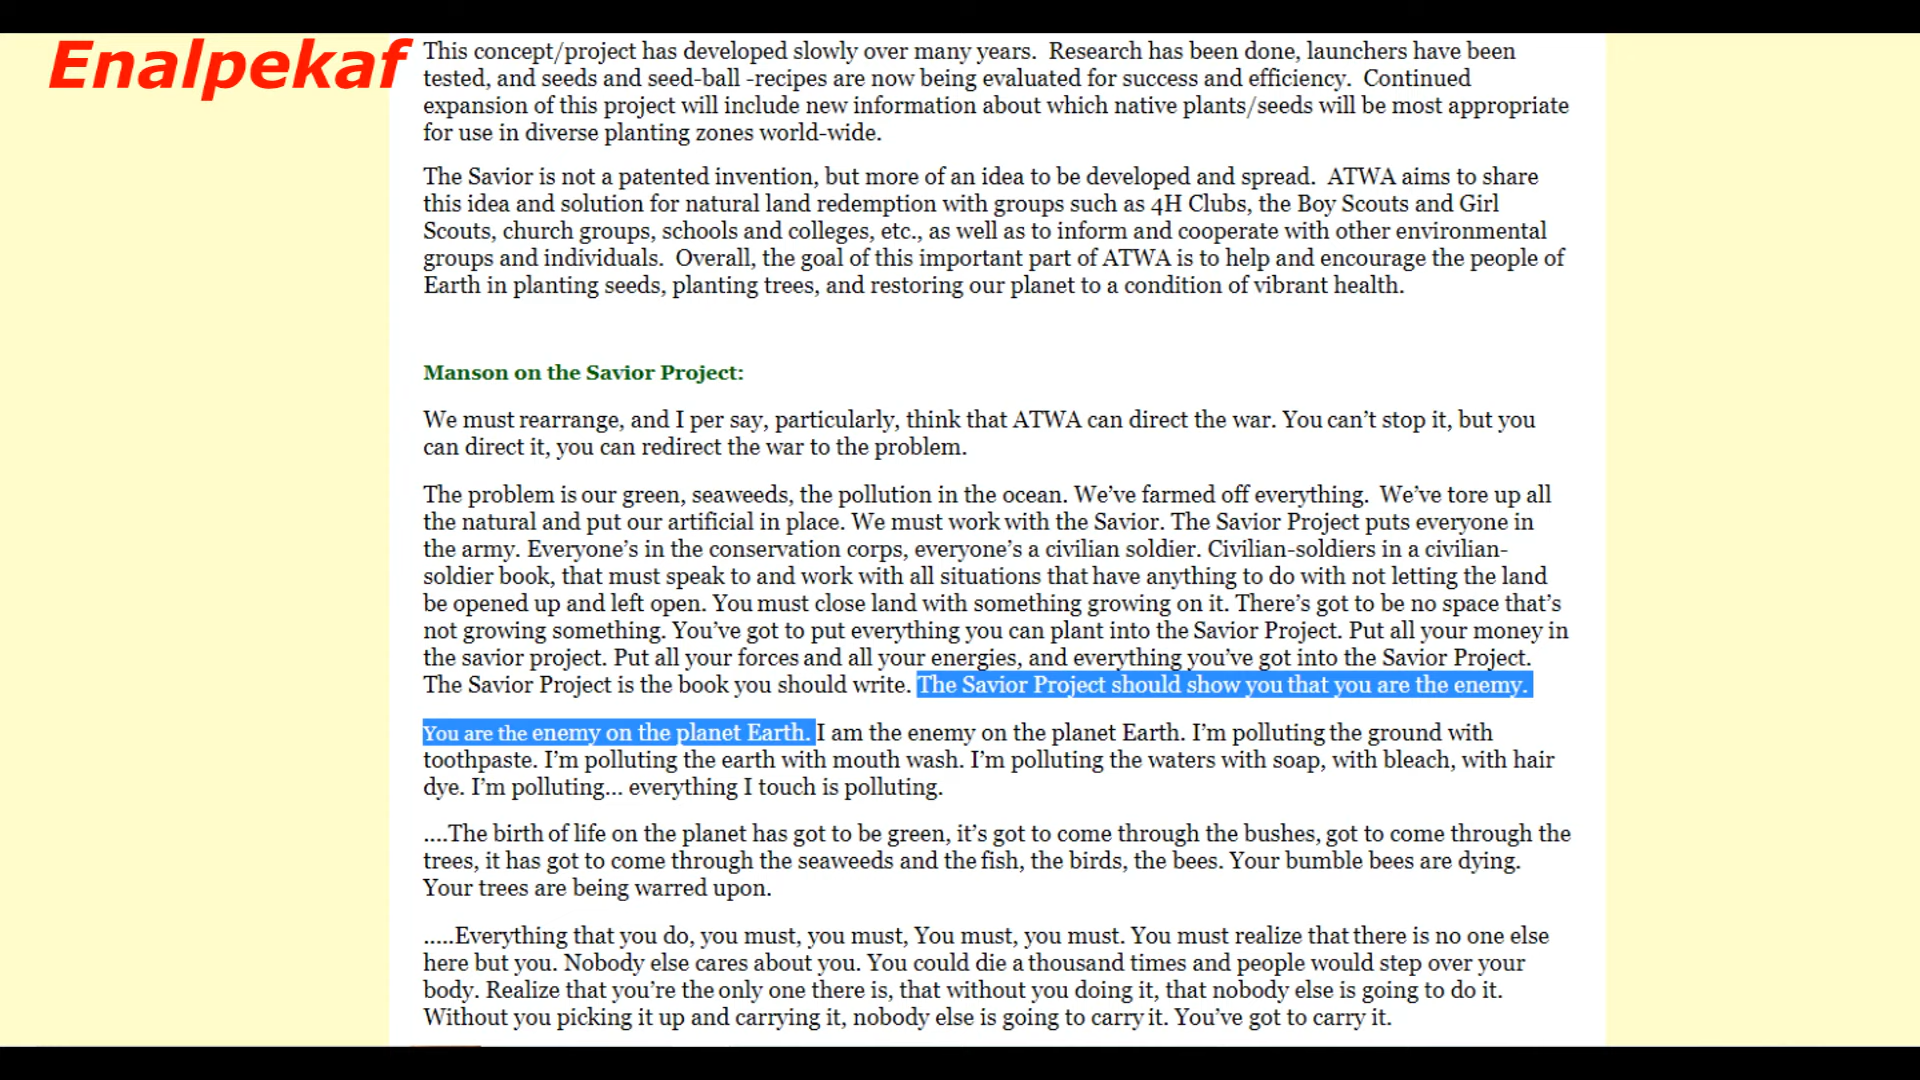 Enalpekaf
This concept/project has developed slowly over many years.  Research has been done, launchers have been
tested, and seeds and seed-ball -recipes are now being evaluated for success and efficiency.  Continued
expansion of this project will include new information about which native plants/seeds will be most appropriate
for use in diverse planting zones world-wide.
The Savior is not a patented invention, but more of an idea to be developed and spread.  ATWA aims to share
this idea and solution for natural land redemption with groups such as 4H Clubs, the Boy Scouts and Girl
Scouts, church groups, schools and colleges, etc., as well as to inform and cooperate with other environmental
groups and individuals.  Overall, the goal of this important part of ATWA is to help and encourage the people of
Earth in planting seeds, planting trees, and restoring our planet to a condition of vibrant health.
Manson on the Savior Project:
We must rearrange, and I per say, particularly, think that ATWA can direct the war. You can’t stop it, but you
can direct it, you can redirect the war to the problem.
The problem is our green, seaweeds, the pollution in the ocean. We’ve farmed off everything.  We’ve tore up all
the natural and put our artificial in place. We must work with the Savior. The Savior Project puts everyone in
the army. Everyone’s in the conservation corps, everyone’s a civilian soldier. Civilian-soldiers in a civilian-
soldier book, that must speak to and work with all situations that have anything to do with not letting the land
be opened up and left open. You must close land with something growing on it. There’s got to be no space that’s
not growing something. You’ve got to put everything you can plant into the Savior Project. Put all your money in
the savior project. Put all your forces and all your energies, and everything you’ve got into the Savior Project.
The Savior Project is the book you should write. The Savior Project should show you that you are the enemy.
You are the enemy on the planet Earth. I am the enemy on the planet Earth. I’m polluting the ground with
toothpaste. I’m polluting the earth with mouth wash. I’m polluting the waters with soap, with bleach, with hair
dye. I’m polluting... everything I touch is polluting.
....The birth of life on the planet has got to be green, it’s got to come through the bushes, got to come through the
trees, it has got to come through the seaweeds and the fish, the birds, the bees. Your bumble bees are dying.
Your trees are being warred upon.
.....Everything that you do, you must, you must, You must, you must. You must realize that there is no one else
here but you. Nobody else cares about you. You could die a thousand times and people would step over your
body. Realize that you’re the only one there is, that without you doing it, that nobody else is going to do it.
Without you picking it up and carrying it, nobody else is going to carry it. You’ve got to carry it.